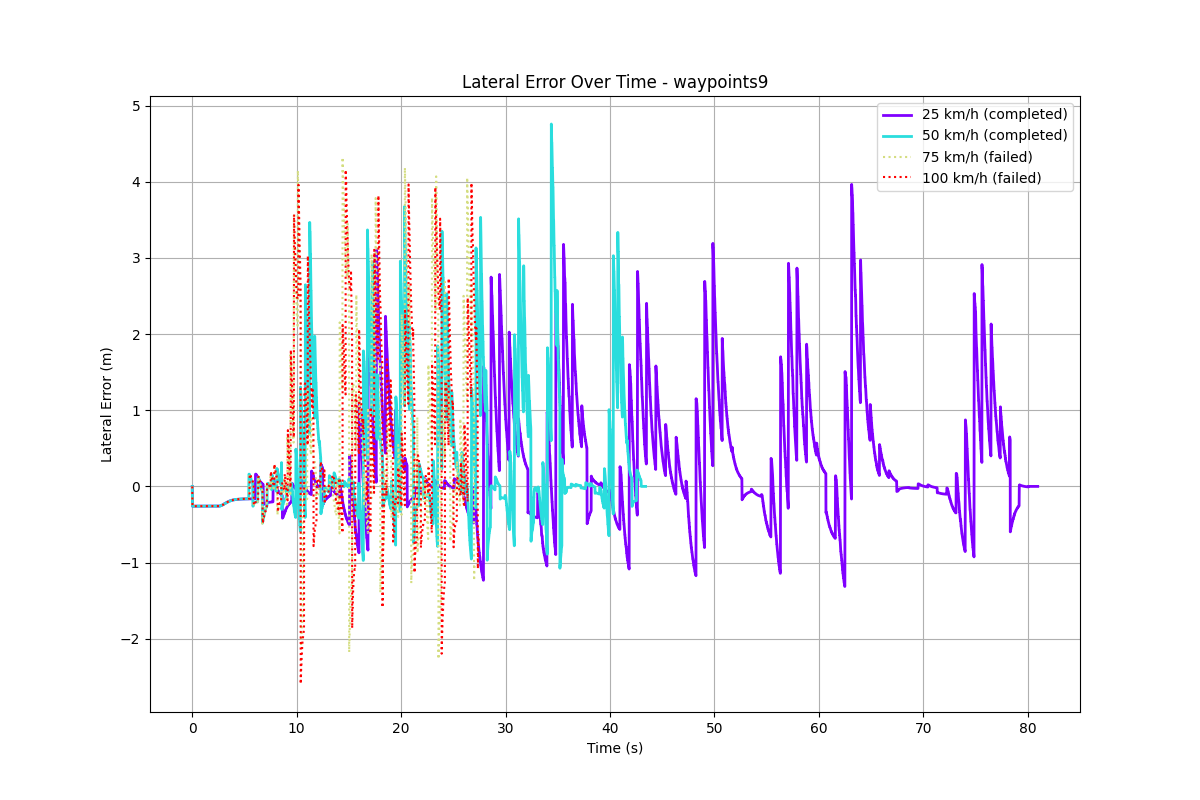 Lateral Error Over Time - waypoints9
25 km/h (completed)
50 km/h (completed)
75 km/h (failed)
100 km/h (failed)
Lateral Error (m)
5
4
3
2
1
0
−1
−2
0 10 20 30 40 50 60 70 80
Time (s)